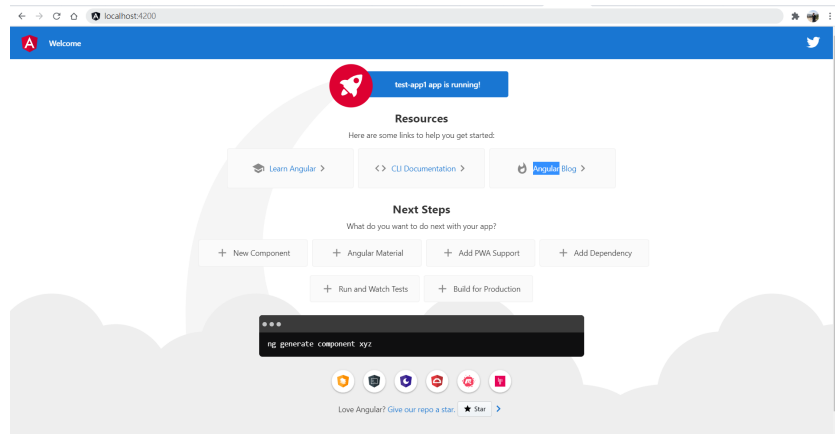 localhost:4200
A Welcome
test-app1 app is running!
Resources
Here are some links to help you get started:
Learn Angular >
<> CLI Documentation >
Angular Blog >
Next Steps
What do you want to do next with your app?
+ New Component
+ Angular Material
+ Add PWA Support
+ Add Dependency
+ Run and Watch Tests
+ Build for Production
ng generate component xyz
Love Angular? Give our repo a star. ★ Star >